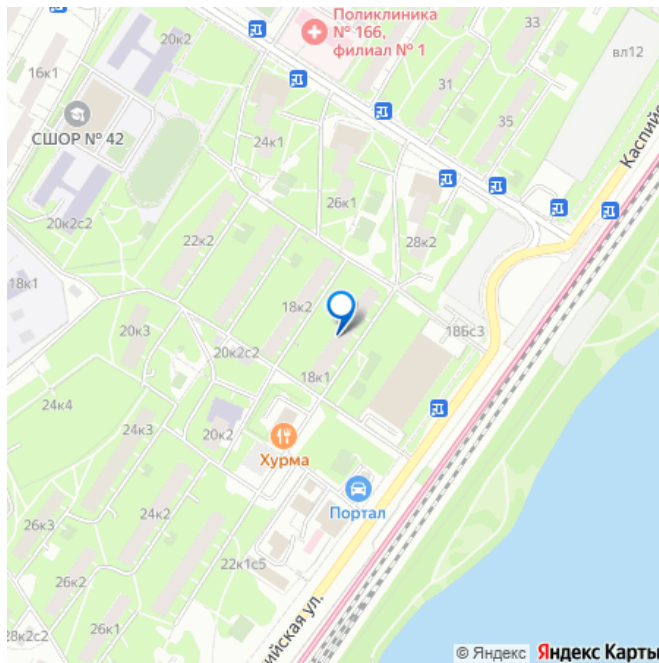 Поликлиника
№ 166,
филиал № 1
33
20к2
вл12
16к1
31
СШОР № 42
24к1
35
Каспийс
26к1
20к2с2
22к2
28к2
18к1
18к2
20к3
18Бс3
20к2с2
18к1
24к4
24к3
20к2
Хурма
24к2
Портал
26к3
22к1с5
26к2
28к2с2
26к1
ийская ул.
© Яндекс
Яндекс Карты